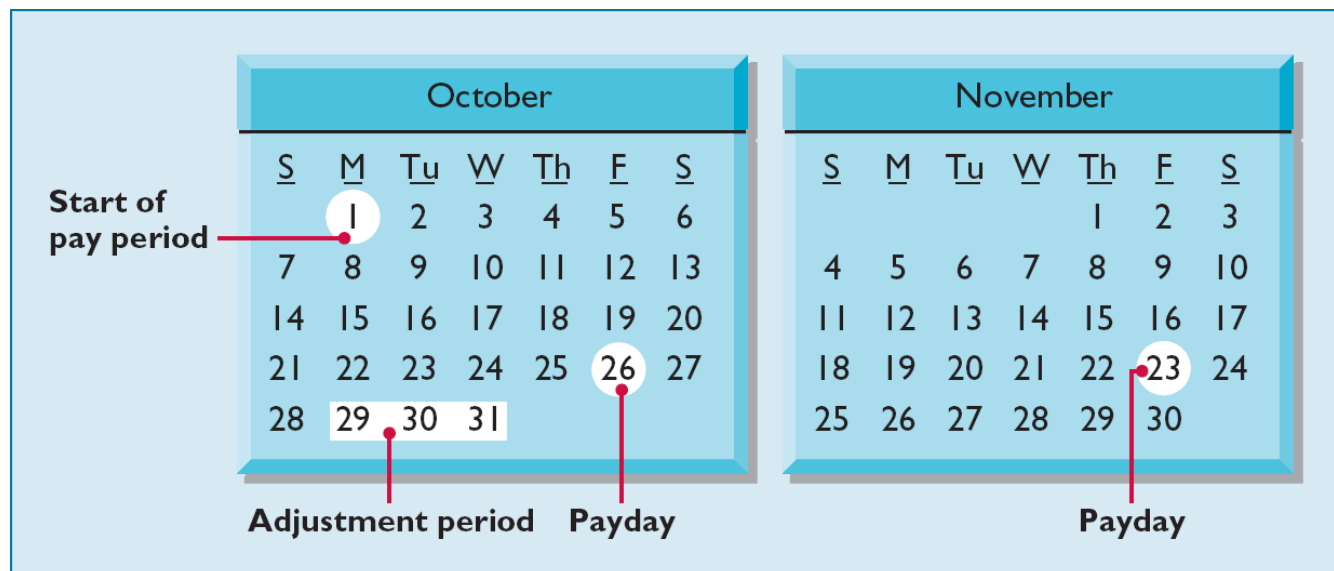 October
S M Tu W Th F S
1 2 3 4 5 6
7 8 9 10 11 12 13
14 15 16 17 18 19 20
21 22 23 24 25 26 27
28 29 30 31
November
S M Tu W Th F S
1 2 3
4 5 6 7 8 9 10
11 12 13 14 15 16 17
18 19 20 21 22 23 24
25 26 27 28 29 30
Start of
pay period
Adjustment period
Payday
Payday